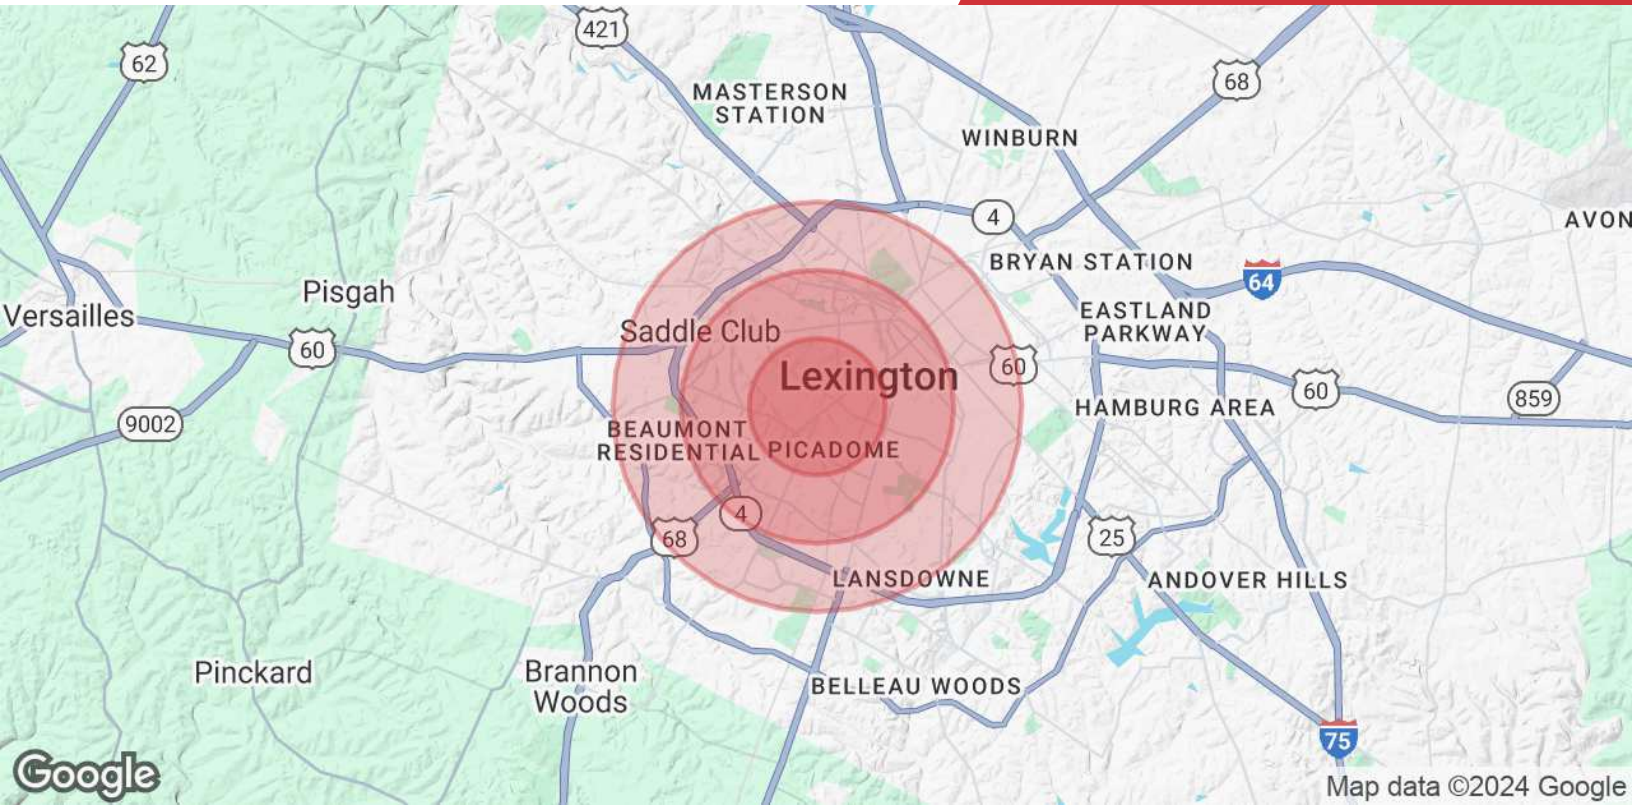 421
62
68
MASTERSON
STATION
WINBURN
4
AVON
BRYAN STATION
64
Pisgah
Versailles
EASTLAND
PARKWAY
Saddle Club
60
60
Lexington
60
859
HAMBURG AREA
9002
BEAUMONT
RESIDENTIAL
PICADOME
4
68
25
LANSDOWNE
ANDOVER HILLS
Pinckard
Brannon
Woods
BELLEAU WOODS
75
Google
Map data ©2024 Google